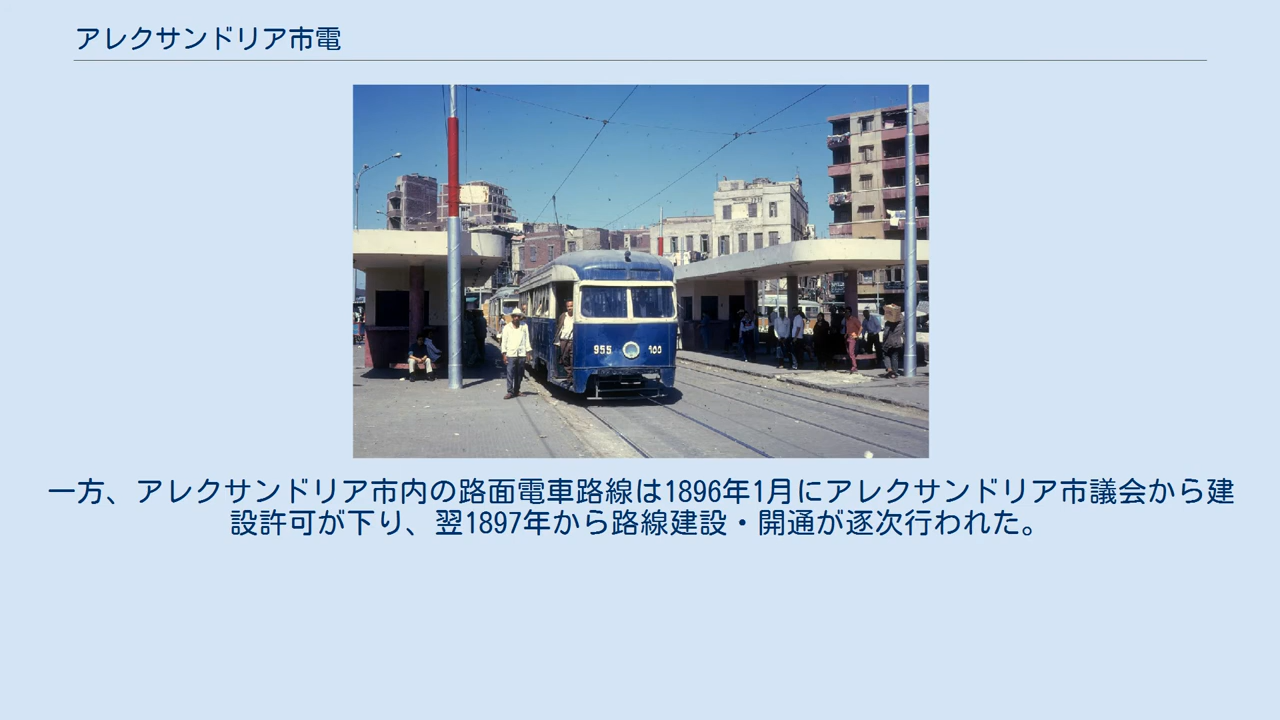 アレクサンドリア市電
955 ٩٥٥
一方、アレクサンドリア市内の路面電車路線は1896年1月にアレクサンドリア市議会から建
設許可が下り、翌1897年から路線建設・開通が逐次行われた。